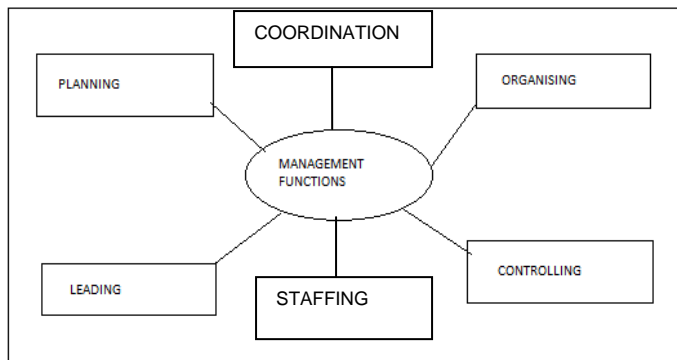 COORDINATION
PLANNING
ORGANISING
MANAGEMENT
FUNCTIONS
LEADING
STAFFING
CONTROLLING